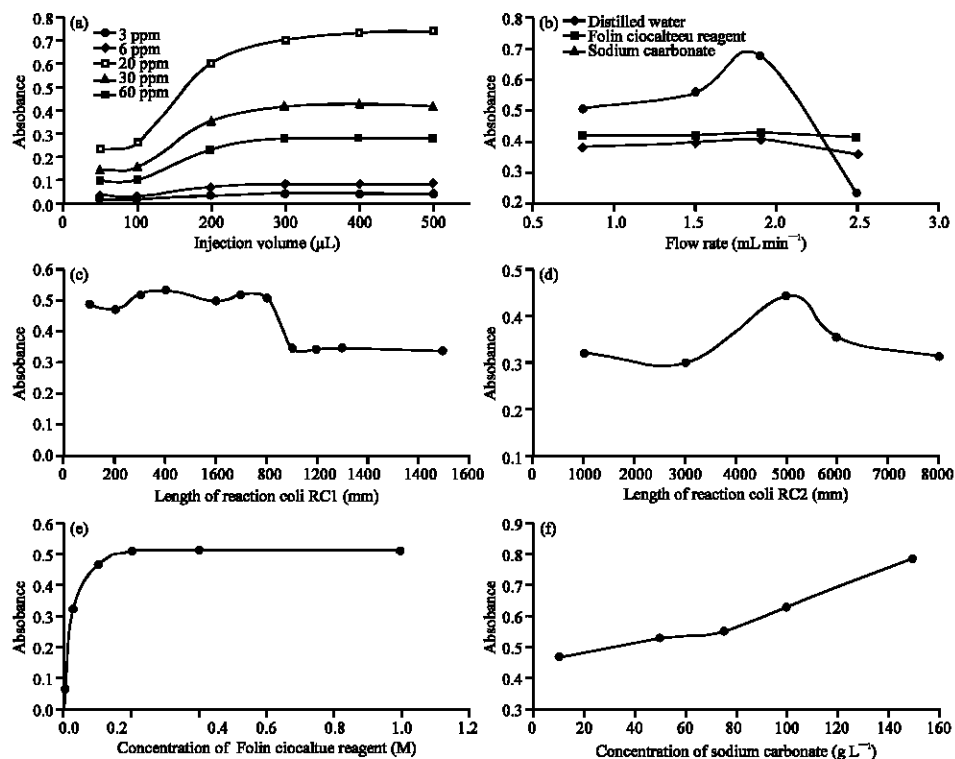 (a)
3 ppm
6 ppm
20 ppm
30 ppm
60 ppm
0.8
0.7
0.6
0.5
0.4
0.3
0.2
0.1
0.0
Absobance
0 100 200 300 400 500
Injection volume (µL)
(b)
Distilled water
Folin ciocalteeu reagent
Sodium caarbonate
0.8
0.7
0.6
0.5
0.4
0.3
0.2
Absobance
0.5 1.0 1.5 2.0 2.5 3.0
Flow rate (mL min⁻¹)
(c)
0.6
0.5
0.4
0.3
0.2
0.1
0.0
Absobance
0.0 200 400 1600 800 1200 1400 1600
Length of reaction coli RC1 (mm)
(d)
0.5
0.4
0.3
0.2
0.1
Absobance
0 1000 2000 3000 4000 5000 6000 7000 8000
Length of reaction coli RC2 (mm)
(e)
0.6
0.5
0.4
0.3
0.2
0.1
0.0
Absobance
0.0 0.2 0.4 0.6 0.8 1.0 1.2
Concentration of Folin ciocaltue reagent (M)
(f)
0.9
0.8
0.7
0.6
0.5
0.4
0.3
Absobance
0 20 40 60 80 100 120 140 160
Concentration of sodium carbonate (g L⁻¹)